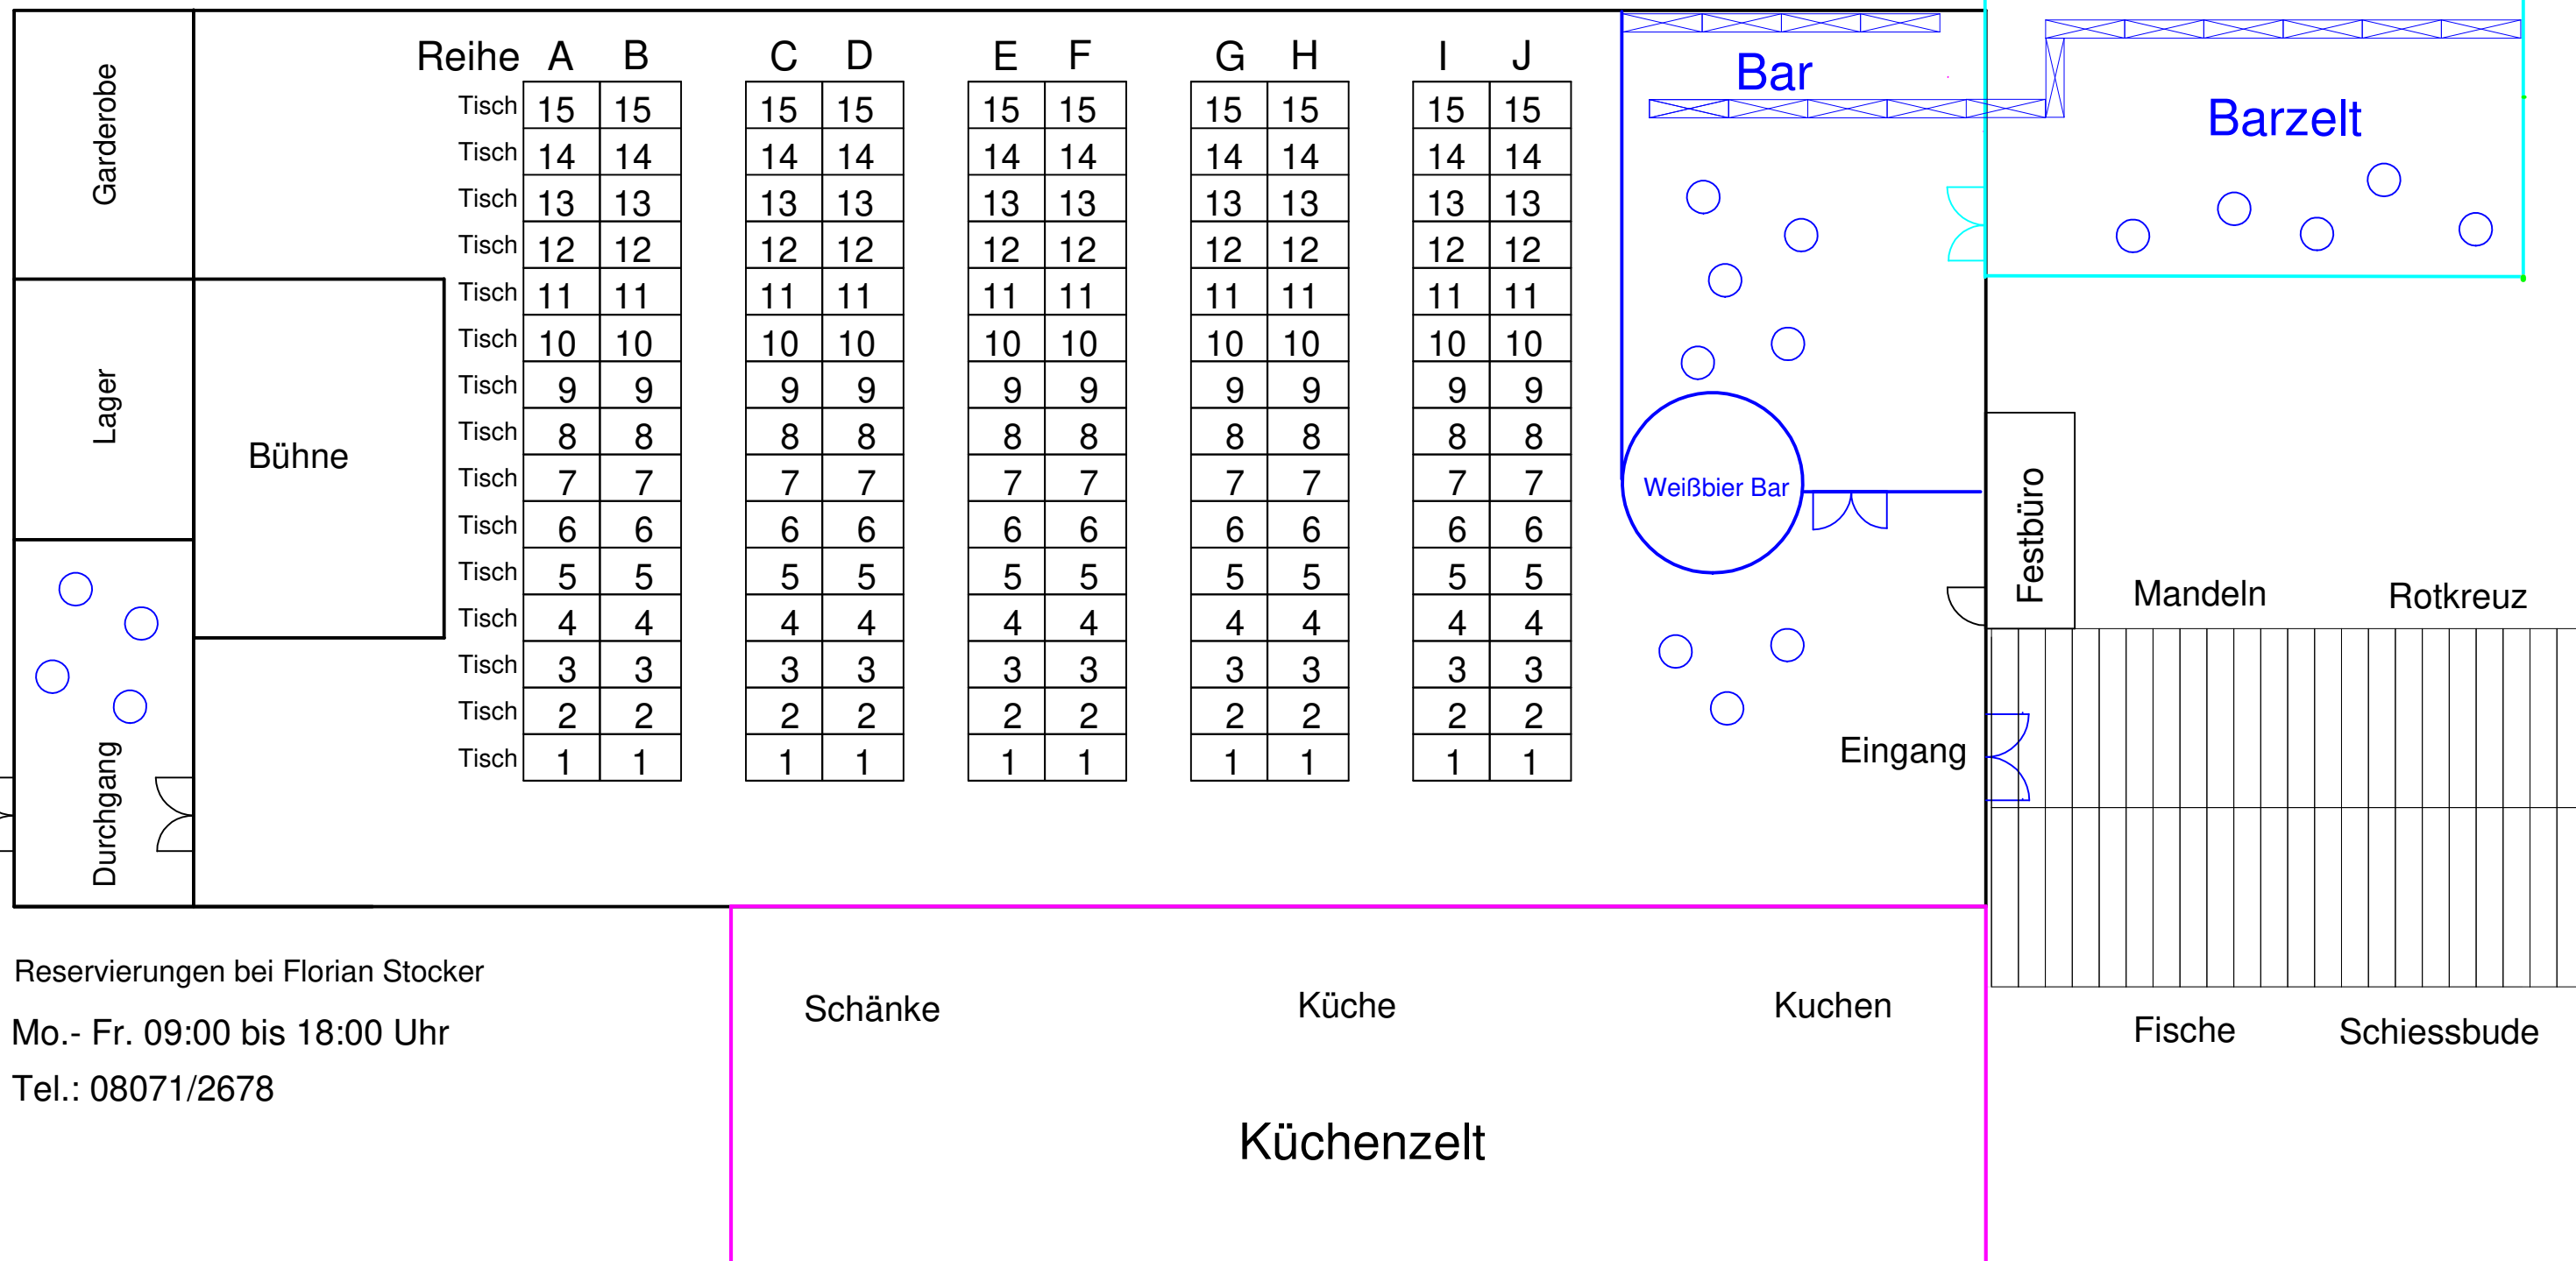 Reihe A B C D E F G H I J
Tisch 15 15 15 15 15 15 15 15 15 15
Tisch 14 14 14 14 14 14 14 14 14 14
Tisch 13 13 13 13 13 13 13 13 13 13
Tisch 12 12 12 12 12 12 12 12 12 12
Tisch 11 11 11 11 11 11 11 11 11 11
Tisch 10 10 10 10 10 10 10 10 10 10
Tisch 9 9 9 9 9 9 9 9 9 9
Tisch 8 8 8 8 8 8 8 8 8 8
Tisch 7 7 7 7 7 7 7 7 7 7
Tisch 6 6 6 6 6 6 6 6 6 6
Tisch 5 5 5 5 5 5 5 5 5 5
Tisch 4 4 4 4 4 4 4 4 4 4
Tisch 3 3 3 3 3 3 3 3 3 3
Tisch 2 2 2 2 2 2 2 2 2 2
Tisch 1 1 1 1 1 1 1 1 1 1
Garderobe
Lager
Bühne
Durchgang
Bar
Barzelt
Weißbier Bar
Festbüro
Mandeln
Rotkreuz
Eingang
Fische
Schiessbude
Schänke
Küche
Kuchen
Küchenzelt
Reservierungen bei Florian Stocker
Mo.- Fr. 09:00 bis 18:00 Uhr
Tel.: 08071/2678